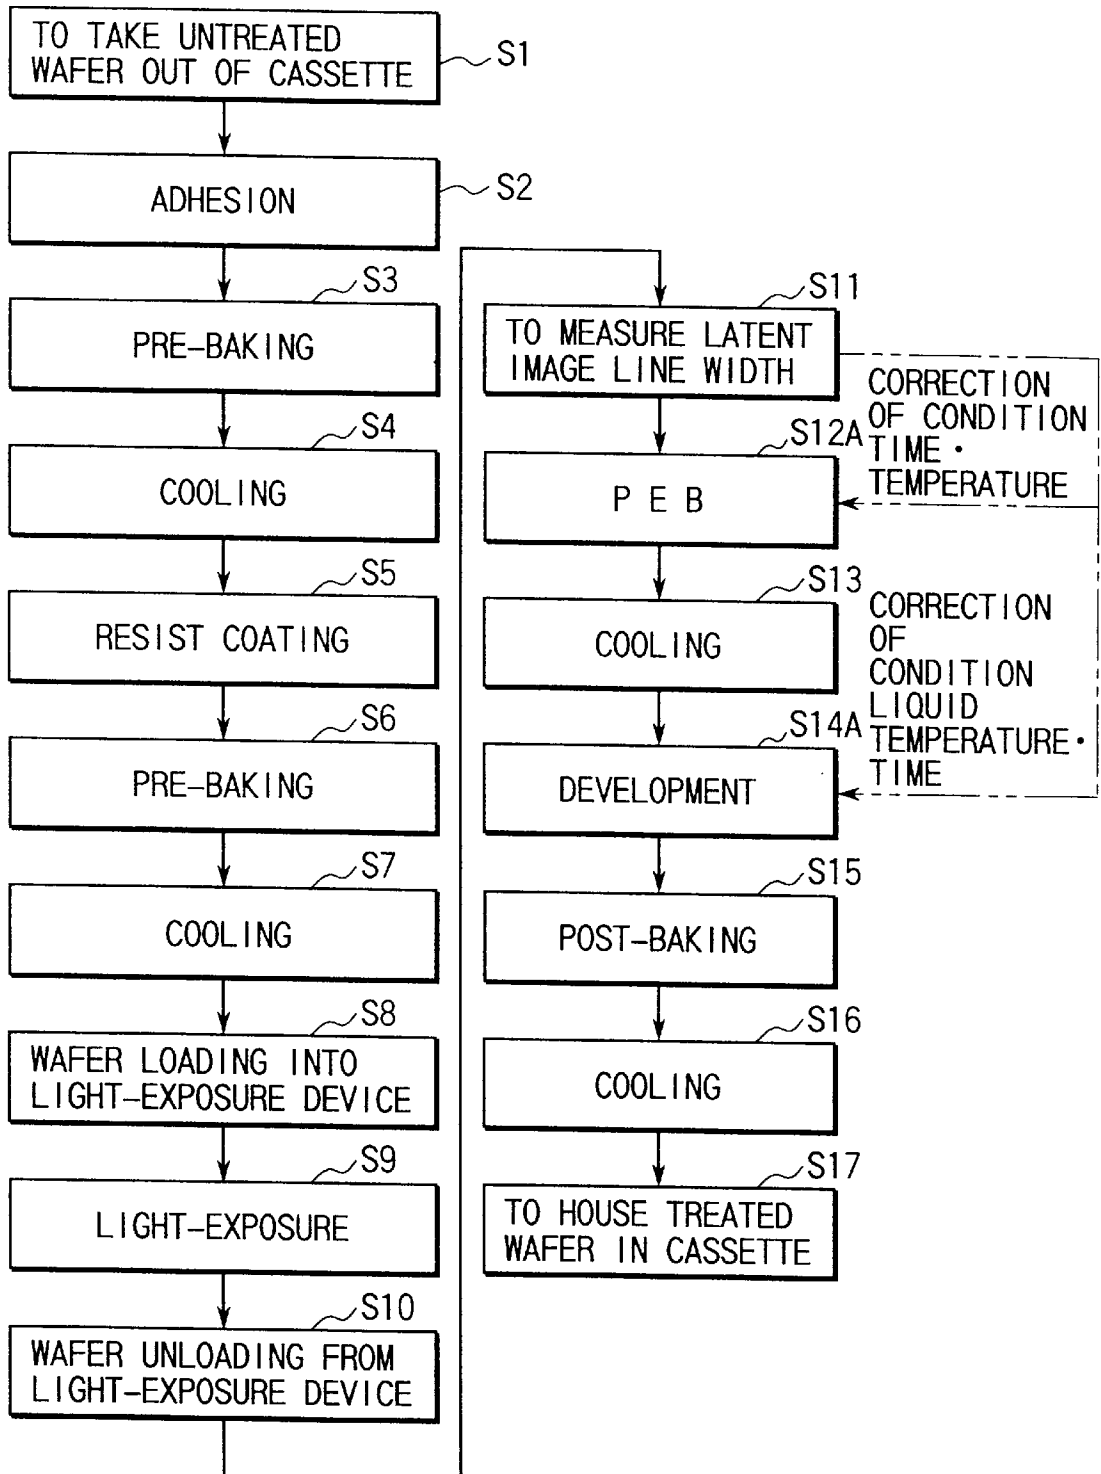 TO TAKE UNTREATED
WAFER OUT OF CASSETTE
S1
ADHESION
S2
S3
PRE-BAKING
S4
COOLING
S5
RESIST COATING
S6
PRE-BAKING
S7
COOLING
S8
WAFER LOADING INTO
LIGHT-EXPOSURE DEVICE
S9
LIGHT-EXPOSURE
S10
WAFER UNLOADING FROM
LIGHT-EXPOSURE DEVICE
S11
TO MEASURE LATENT
IMAGE LINE WIDTH
CORRECTION
OF CONDITION
TIME・
TEMPERATURE
S12A
P E B
S13
COOLING
CORRECTION
OF
CONDITION
LIQUID
TEMPERATURE・
TIME
S14A
DEVELOPMENT
S15
POST-BAKING
S16
COOLING
S17
TO HOUSE TREATED
WAFER IN CASSETTE